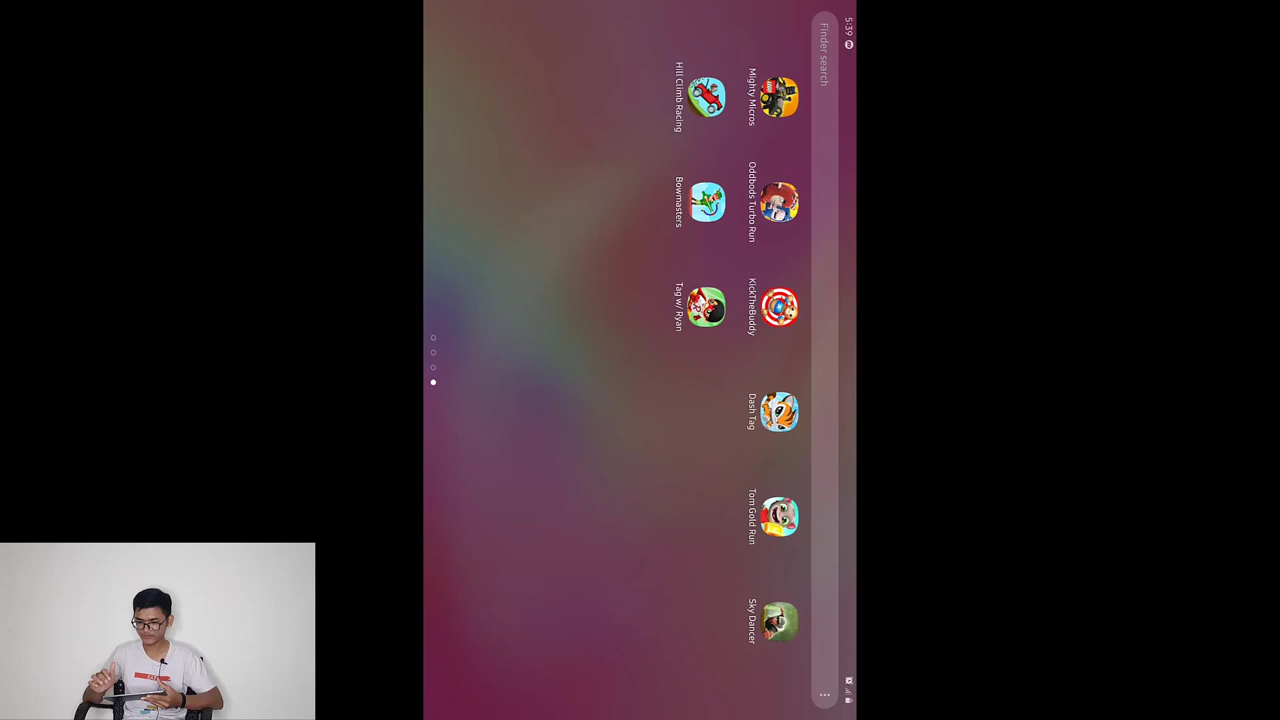 5:39
Finder search
Mighty Micros
Oddbods Turbo Run
KickTheBuddy
Dash Tag
Tom Gold Run
Sky Dancer
Hill Climb Racing
Bowmasters
Tag w/ Ryan